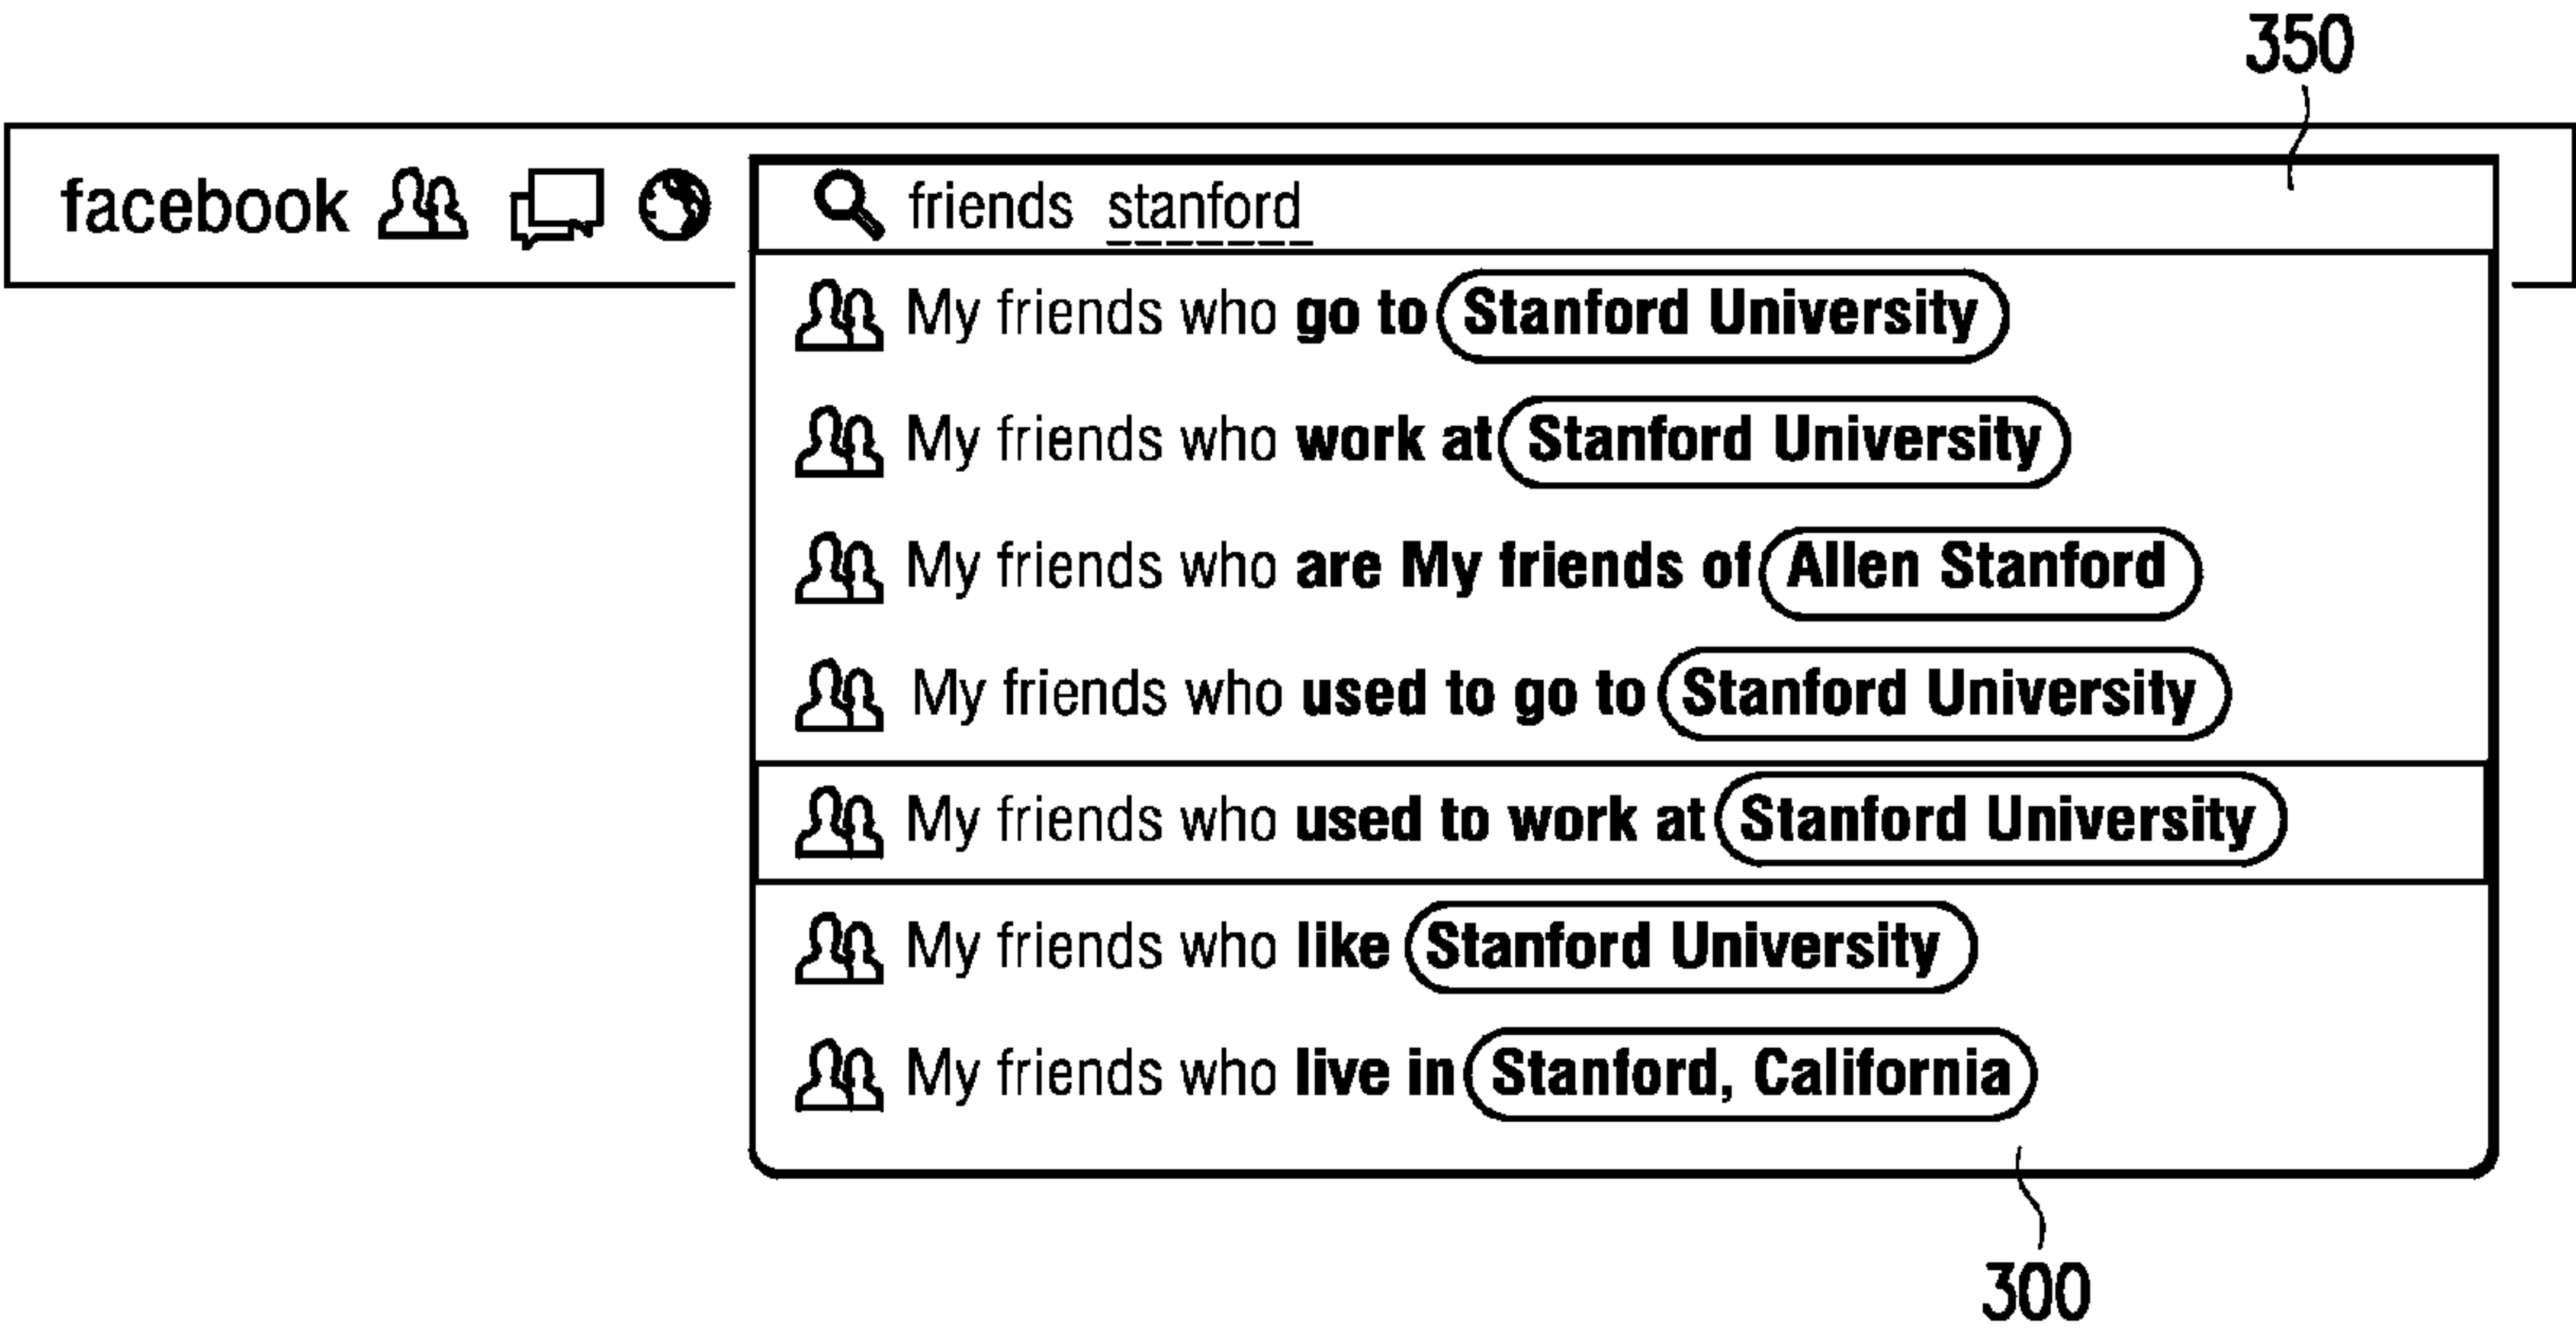 350
facebook friends stanford
My friends who go to Stanford University
My friends who work at Stanford University
My friends who are My friends of Allen Stanford
My friends who used to go to Stanford University
My friends who used to work at Stanford University
My friends who like Stanford University
My friends who live in Stanford, California
300